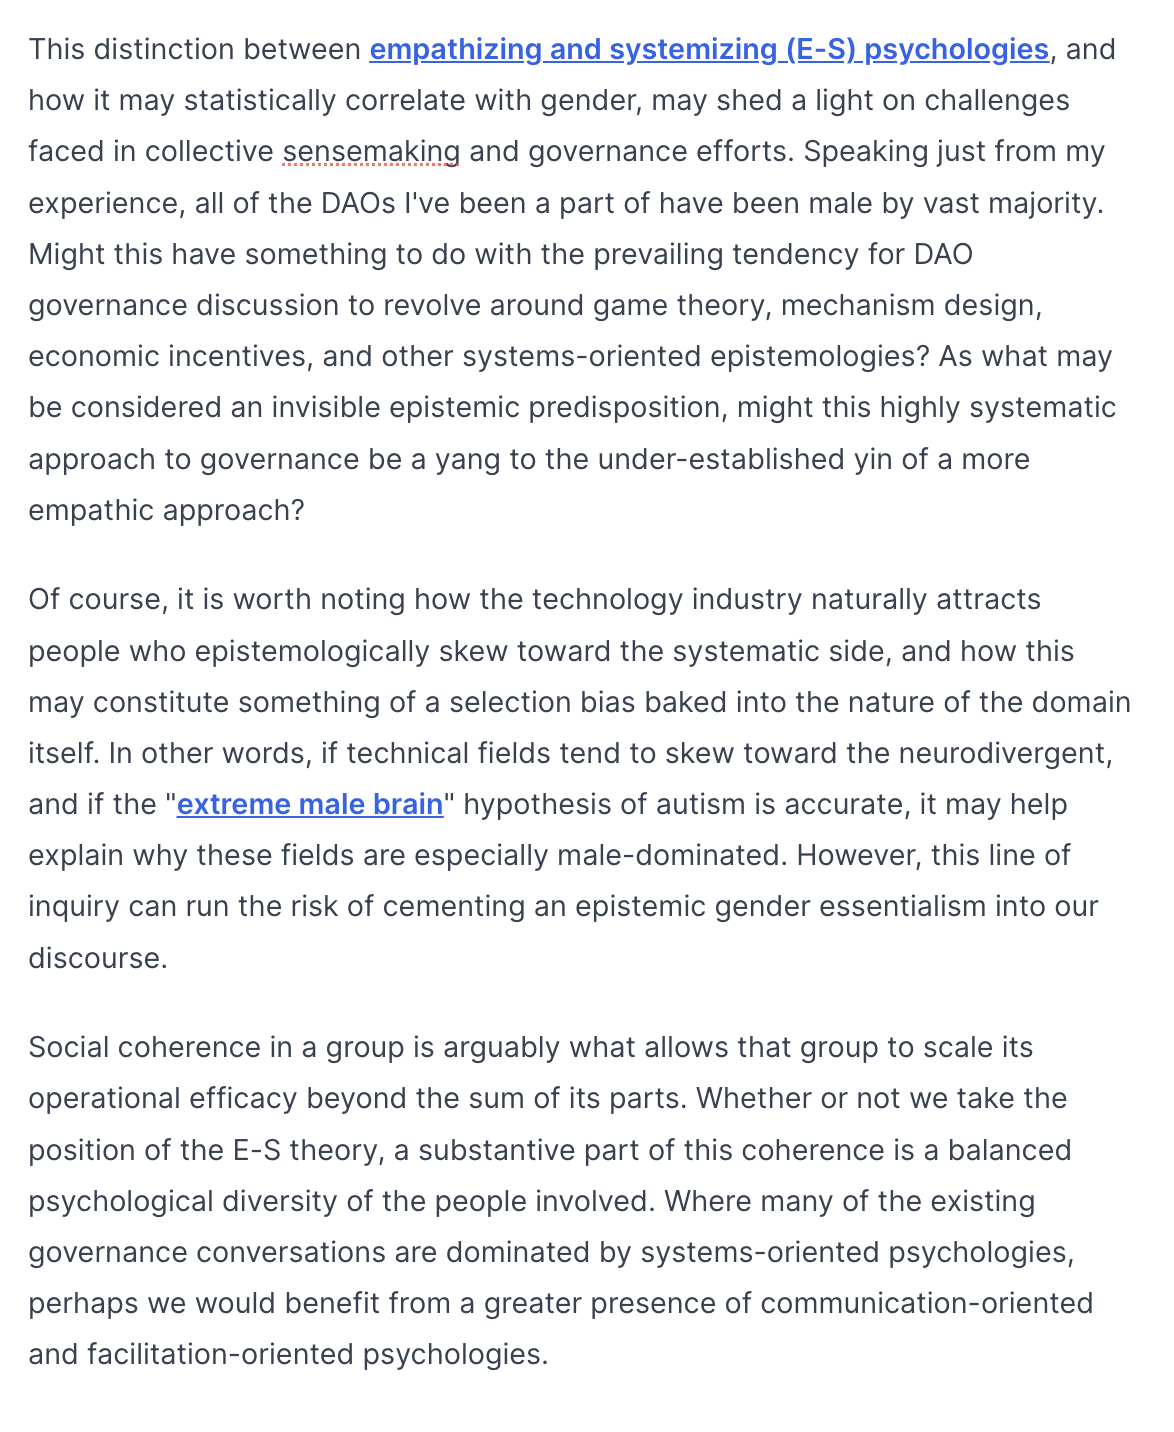 This distinction between empathizing and systemizing (E-S) psychologies, and
how it may statistically correlate with gender, may shed a light on challenges
faced in collective sensemaking and governance efforts. Speaking just from my
experience, all of the DAOs I've been a part of have been male by vast majority.
Might this have something to do with the prevailing tendency for DAO
governance discussion to revolve around game theory, mechanism design,
economic incentives, and other systems-oriented epistemologies? As what may
be considered an invisible epistemic predisposition, might this highly systematic
approach to governance be a yang to the under-established yin of a more
empathic approach?
Of course, it is worth noting how the technology industry naturally attracts
people who epistemologically skew toward the systematic side, and how this
may constitute something of a selection bias baked into the nature of the domain
itself. In other words, if technical fields tend to skew toward the neurodivergent,
and if the "extreme male brain" hypothesis of autism is accurate, it may help
explain why these fields are especially male-dominated. However, this line of
inquiry can run the risk of cementing an epistemic gender essentialism into our
discourse.
Social coherence in a group is arguably what allows that group to scale its
operational efficacy beyond the sum of its parts. Whether or not we take the
position of the E-S theory, a substantive part of this coherence is a balanced
psychological diversity of the people involved. Where many of the existing
governance conversations are dominated by systems-oriented psychologies,
perhaps we would benefit from a greater presence of communication-oriented
and facilitation-oriented psychologies.